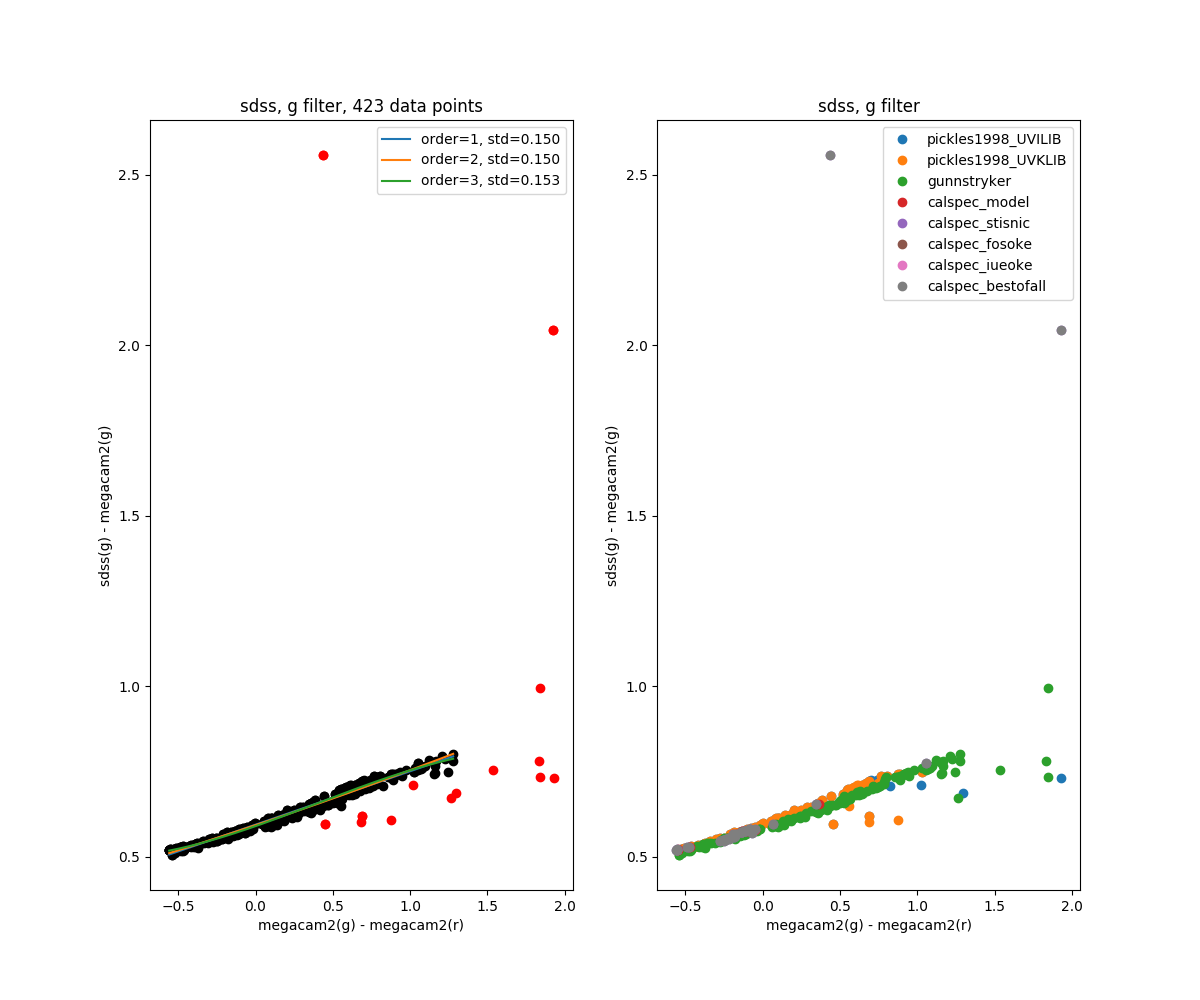 sdss, g filter, 423 data points
order=1, std=0.150
order=2, std=0.150
order=3, std=0.153
2.5
2.0
1.5
1.0
0.5
sdss(g) - megacam2(g)
−0.5 0.0 0.5 1.0 1.5 2.0
megacam2(g) - megacam2(r)
sdss, g filter
pickles1998_UVILIB
pickles1998_UVKLIB
gunnstryker
calspec_model
calspec_stisnic
calspec_fosoke
calspec_iueoke
calspec_bestofall
2.5
2.0
1.5
1.0
0.5
sdss(g) - megacam2(g)
−0.5 0.0 0.5 1.0 1.5 2.0
megacam2(g) - megacam2(r)